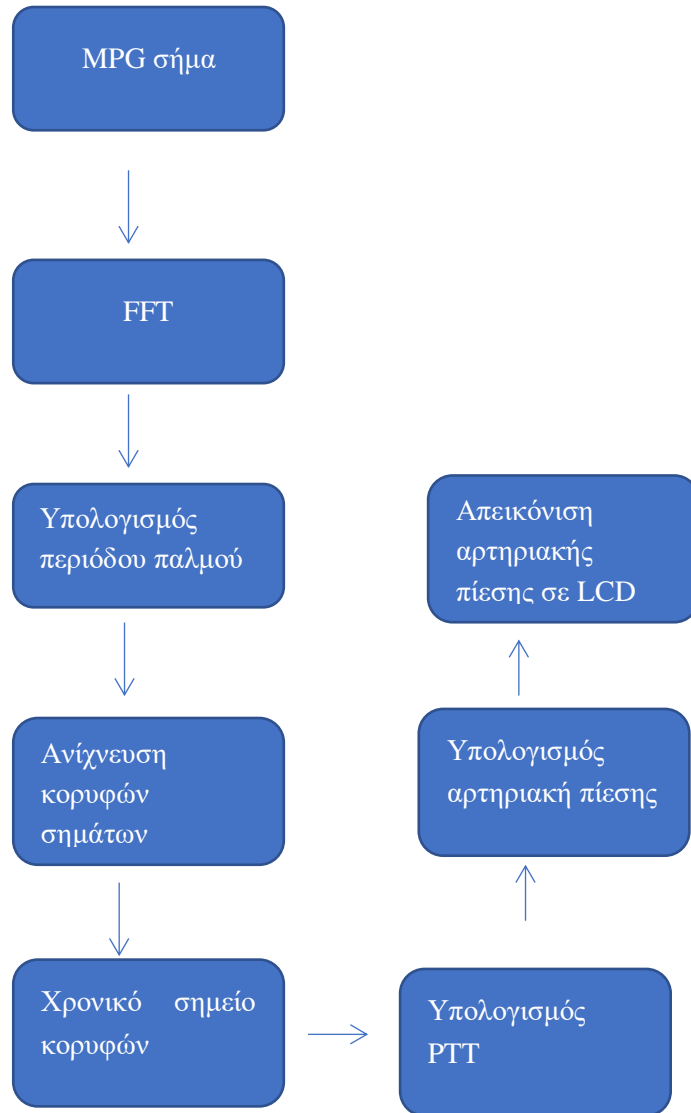 MPG σήμα
FFT
Υπολογισμός
περιόδου παλμού
Ανίχνευση
κορυφών
σημάτων
Χρονικό σημείο
κορυφών
Υπολογισμός
PTT
Υπολογισμός
αρτηριακή πίεσης
Απεικόνιση
αρτηριακής
πίεσης σε LCD